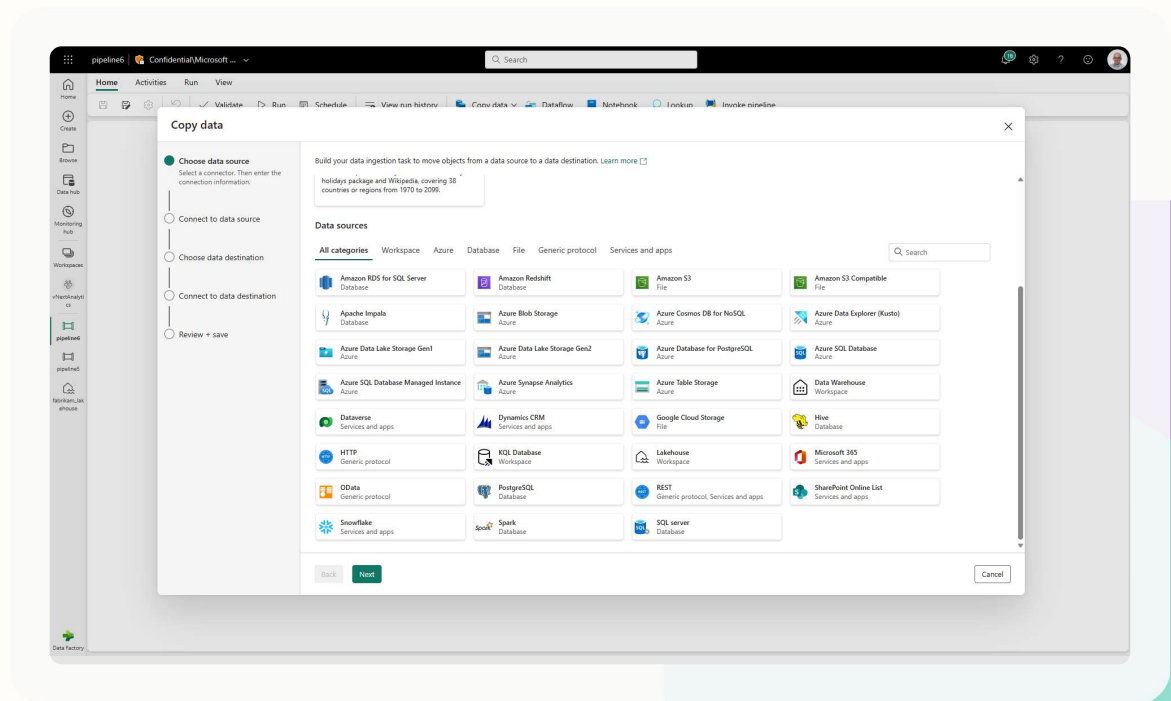 pipeline6
Confidential\Microsoft ...
Search
16
?
Home
Activities
Run
View
Validate
Run
Schedule
View run history
Copy data
Dataflow
Notebook
Lookup
Invoke pipeline
Home
Create
Browse
Data hub
Monitoring
hub
Workspaces
vNextAnalyti
cs
pipeline6
pipeline5
fabrikam_lak
ehouse
Data Factory
Copy data
Choose data source
Select a connector. Then enter the
connection information.
Connect to data source
Choose data destination
Connect to data destination
Review + save
Build your data ingestion task to move objects from a data source to a data destination. Learn more
holidays package and Wikipedia, covering 38
countries or regions from 1970 to 2099.
Data sources
All categories
Workspace
Azure
Database
File
Generic protocol
Services and apps
Search
Amazon RDS for SQL Server
Database
Amazon Redshift
Database
Amazon S3
File
Amazon S3 Compatible
File
Apache Impala
Database
Azure Blob Storage
Azure
Azure Cosmos DB for NoSQL
Azure
Azure Data Explorer (Kusto)
Azure
Azure Data Lake Storage Gen1
Azure
Azure Data Lake Storage Gen2
Azure
Azure Database for PostgreSQL
Azure
SQL
Azure SQL Database
Azure
SQL
Azure SQL Database Managed Instance
Azure
Azure Synapse Analytics
Azure
Azure Table Storage
Azure
Data Warehouse
Workspace
Dataverse
Services and apps
Dynamics CRM
Services and apps
Google Cloud Storage
File
Hive
Database
HTTP
HTTP
Generic protocol
KQL Database
Workspace
Lakehouse
Workspace
Microsoft 365
Services and apps
OData
Generic protocol
PostgreSQL
Database
REST
Generic protocol, Services and apps
SharePoint Online List
Services and apps
Snowflake
Services and apps
Spark
Spark
Database
SQL
SQL server
Database
Back
Next
Cancel